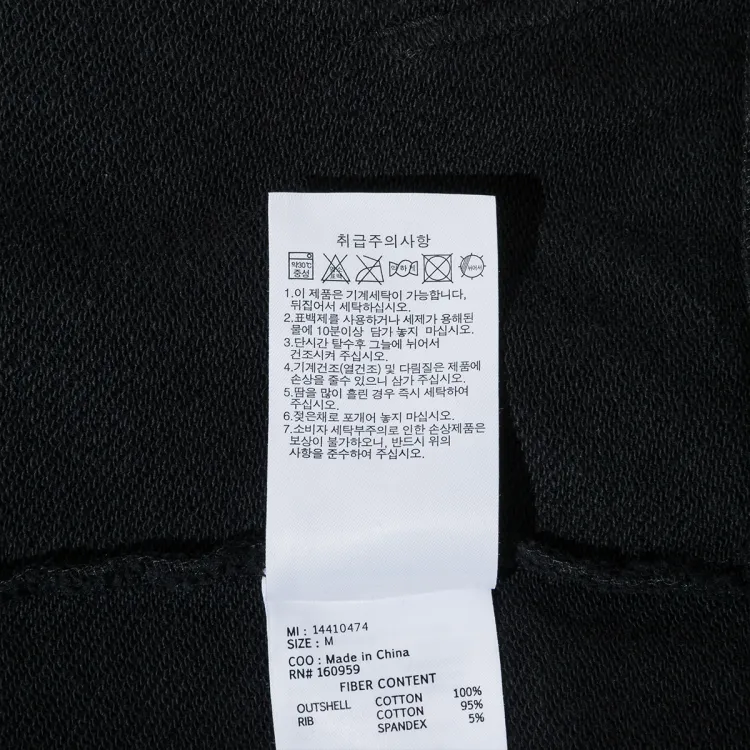 취급주의사항
약30℃
중성
염소
표백
약하게
뉘어서
1.이 제품은 기계세탁이 가능합니다,
뒤집어서 세탁하십시오.
2.표백제를 사용하거나 세제가 용해된
물에 10분이상 담가 놓지 마십시오.
3.단시간 탈수후 그늘에 뉘어서
건조시켜 주십시오.
4.기계건조(열건조) 및 다림질은 제품에
손상을 줄수 있으니 삼가 주십시오.
5.땀을 많이 흘린 경우 즉시 세탁하여
주십시오.
6.젖은채로 포개어 놓지 마십시오.
7.소비자 세탁부주의로 인한 손상제품은
보상이 불가하오니, 반드시 위의
사항을 준수하여 주십시오.
MI : 14410474
SIZE : M
COO : Made in China
RN# 160959
FIBER CONTENT
OUTSHELL COTTON 100%
RIB COTTON 95%
SPANDEX 5%